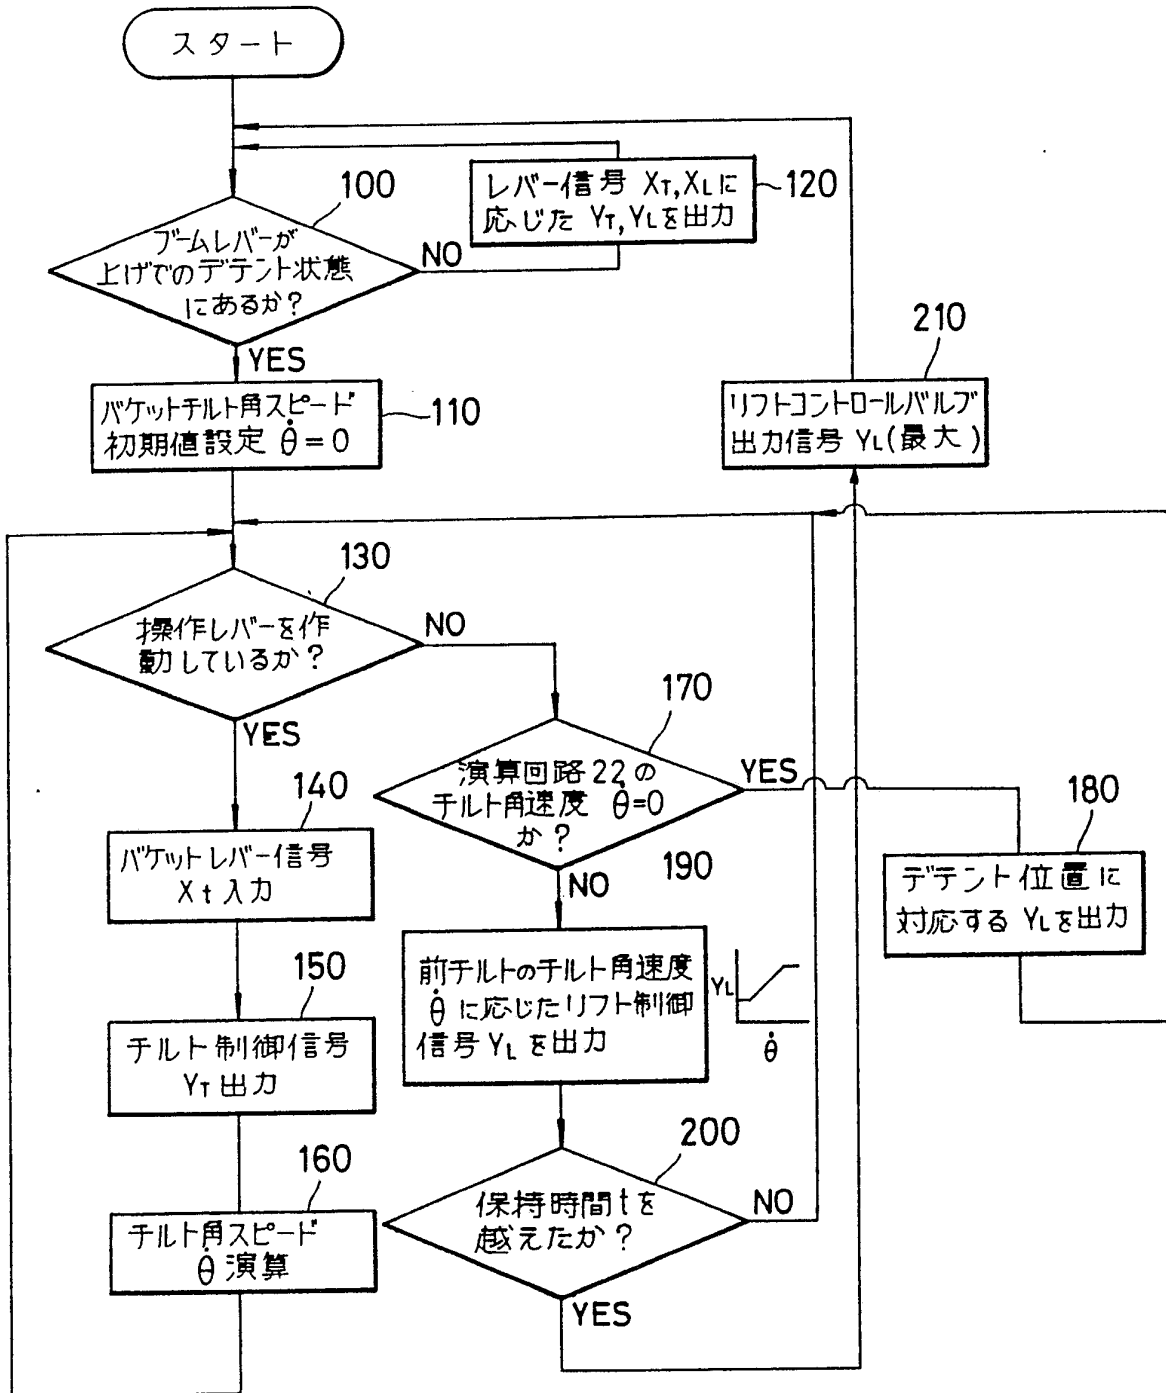 スタート
100
ブームレバーが
上げでのデテント状態
にあるか?
NO
レバー信号 XT,XLに
応じた YT,YLを出力
120
YES
バケットチルト角スピード
初期値設定 θ̇=0
110
210
リフトコントロールバルブ
出力信号 YL(最大)
130
操作レバーを作
動しているか?
NO
YES
170
演算回路22の
チルト角速度 θ̇=0
か?
YES
NO
180
デテント位置に
対応する YLを出力
140
バケットレバー信号
Xt入力
190
前チルトのチルト角速度
θ̇に応じたリフト制御
信号YLを出力
YL
θ̇
150
チルト制御信号
YT出力
200
保持時間tを
越えたか?
NO
YES
160
チルト角スピード
θ̇演算